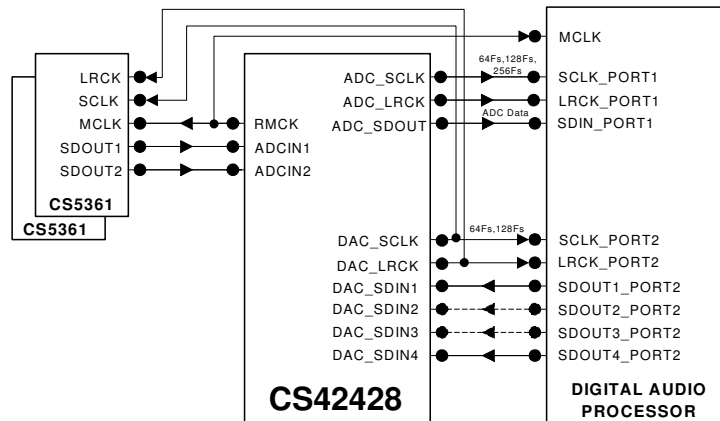 LRCK
SCLK
MCLK
SDOUT1
SDOUT2
CS5361
CS5361
RMCK
ADCIN1
ADCIN2
ADC_SCLK
ADC_LRCK
ADC_SDOUT
DAC_SCLK
DAC_LRCK
DAC_SDIN1
DAC_SDIN2
DAC_SDIN3
DAC_SDIN4
CS42428
64Fs,128Fs,
256Fs
ADC Data
64Fs,128Fs
MCLK
SCLK_PORT1
LRCK_PORT1
SDIN_PORT1
SCLK_PORT2
LRCK_PORT2
SDOUT1_PORT2
SDOUT2_PORT2
SDOUT3_PORT2
SDOUT4_PORT2
DIGITAL AUDIO
PROCESSOR